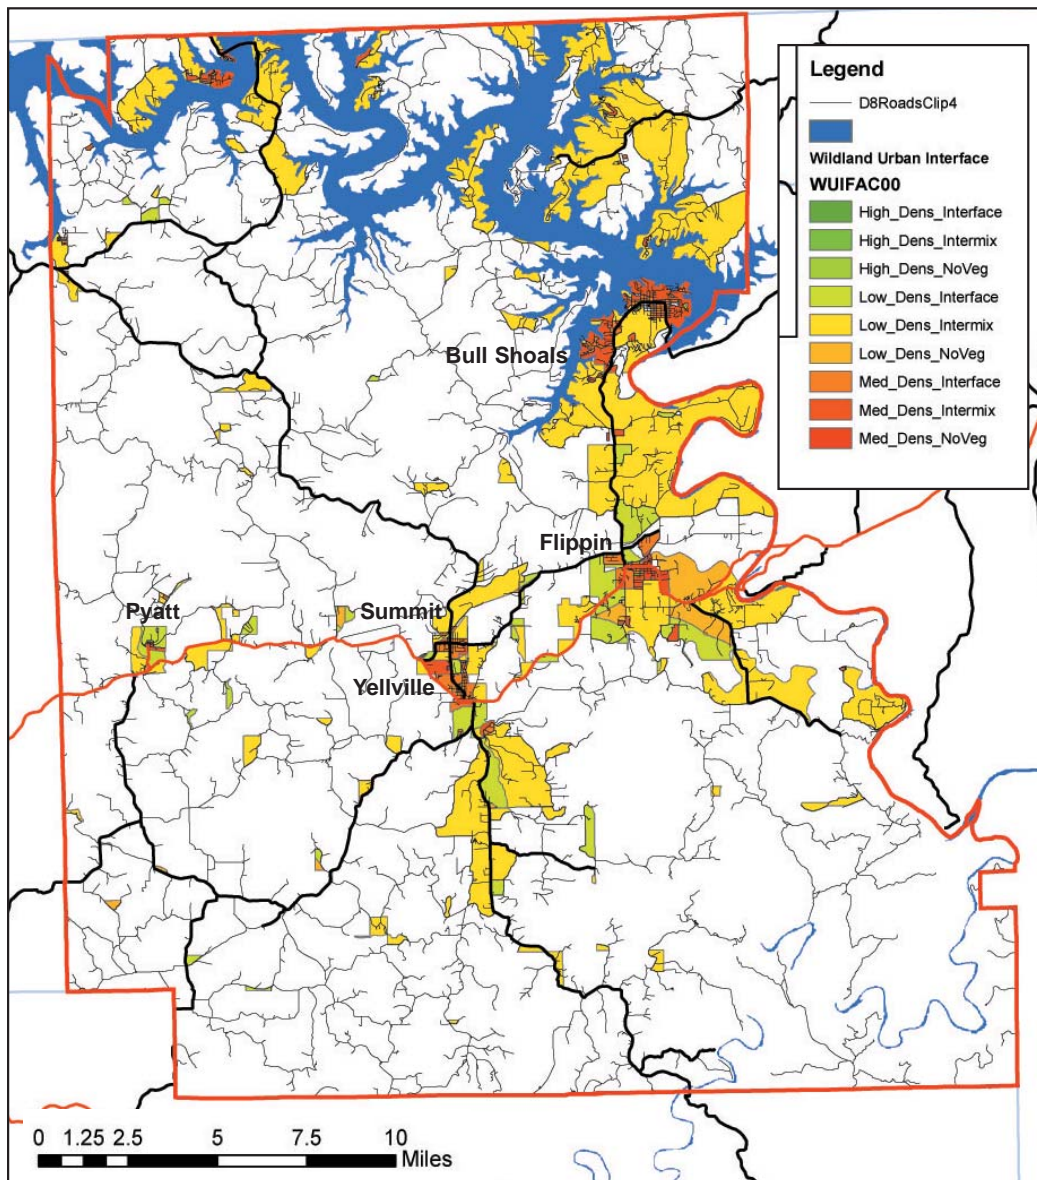 Legend
D8RoadsClip4
Wildland Urban Interface
WUIFAC00
High_Dens_Interface
High_Dens_Intermix
High_Dens_NoVeg
Low_Dens_Interface
Low_Dens_Intermix
Low_Dens_NoVeg
Med_Dens_Interface
Med_Dens_Intermix
Med_Dens_NoVeg
Bull Shoals
Flippin
Pyatt
Summit
Yellville
0 1.25 2.5 5 7.5 10
Miles